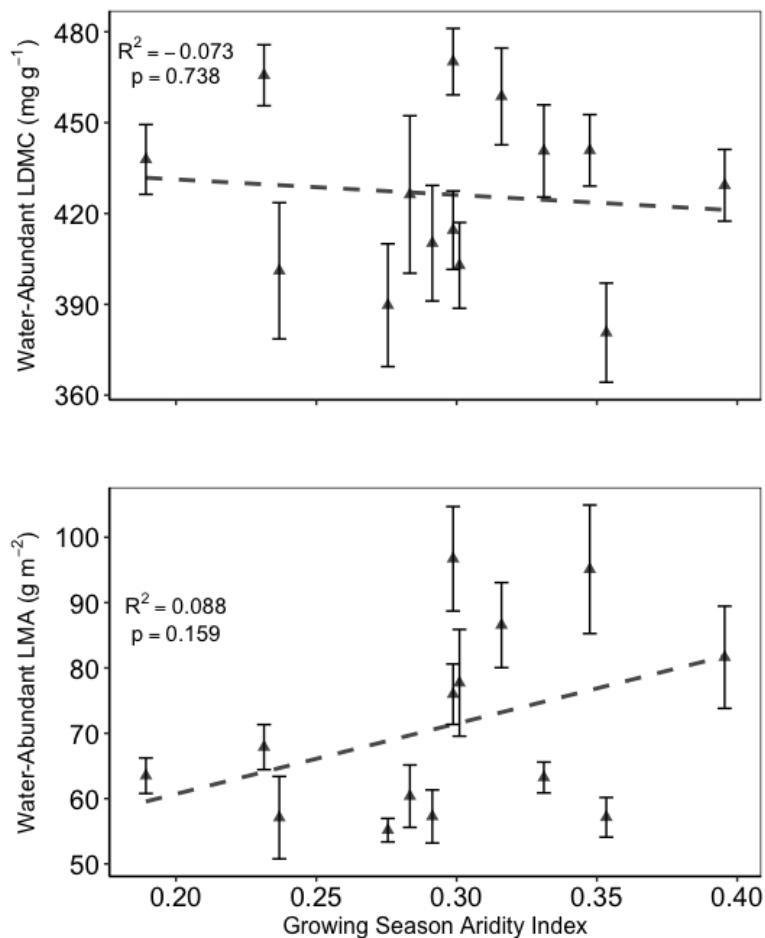 Water-Abundant LDMC (mg g⁻¹)
480
450
420
390
360
R² = −0.073
p = 0.738
Water-Abundant LMA (g m⁻²)
100
90
80
70
60
50
R² = 0.088
p = 0.159
0.20 0.25 0.30 0.35 0.40
Growing Season Aridity Index